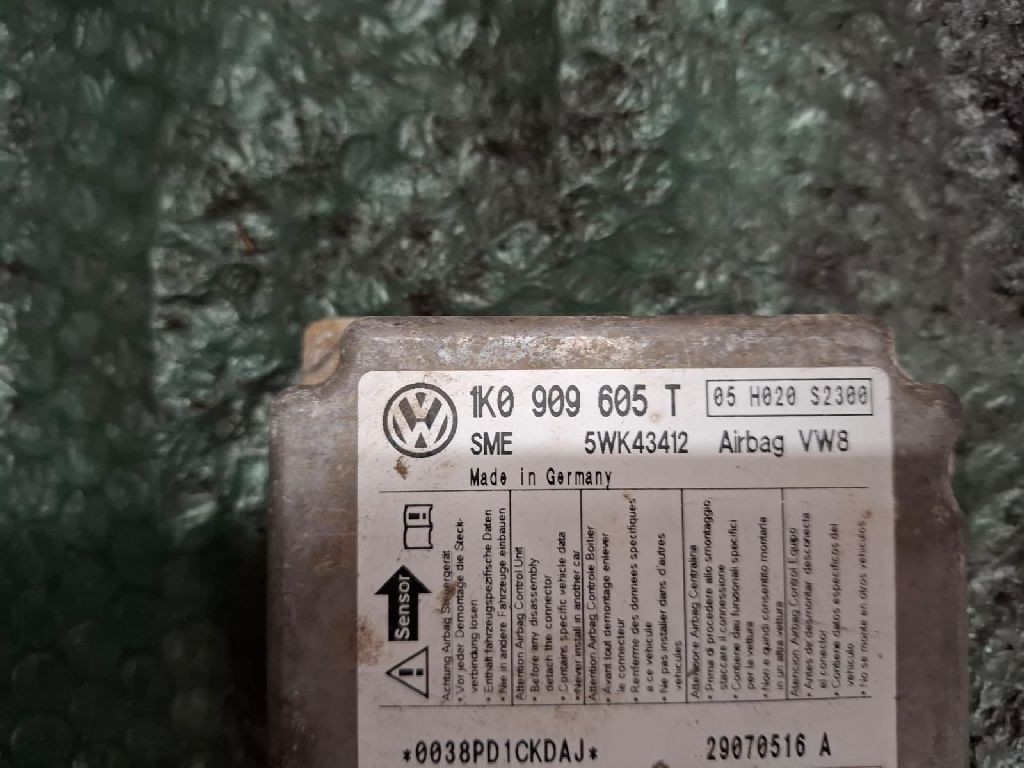 1K0 909 605 T
05 H020 S2300
SME 5WK43412 Airbag VW8
Made in Germany
Sensor
Achtung Airbag Steuergerät
• Vor jeder Demontage die Steck-
verbindung lösen
• Enthält fahrzeugspezifische Daten
• Nie in andere Fahrzeuge einbauen
Attention Airbag Control Unit
• Before any disassembly
detach the connector
• Contains specific vehicle data
• Never install in another car
Attention Airbag Controle Boitier
• Avant tout demontage enlever
le connecteur
• Renferme des données specifiques
a ce vehicule
• Ne pas installer dans d'autres
vehicules
Airbag Centralina
• Prima di procedere allo smontaggio,
staccare il connessione
• Contiene dati funzionali specifici
per la vettura
• Non e quindi consentito montarla
in un altra vettura
Atencion Airbag Control Equipo
• Antes de desmontar desconecta
el conector
• Contiene datos especificos del
vehiculo
• No se monte en otros vehiculos
*0038PD1CKDAJ* 29070516 A